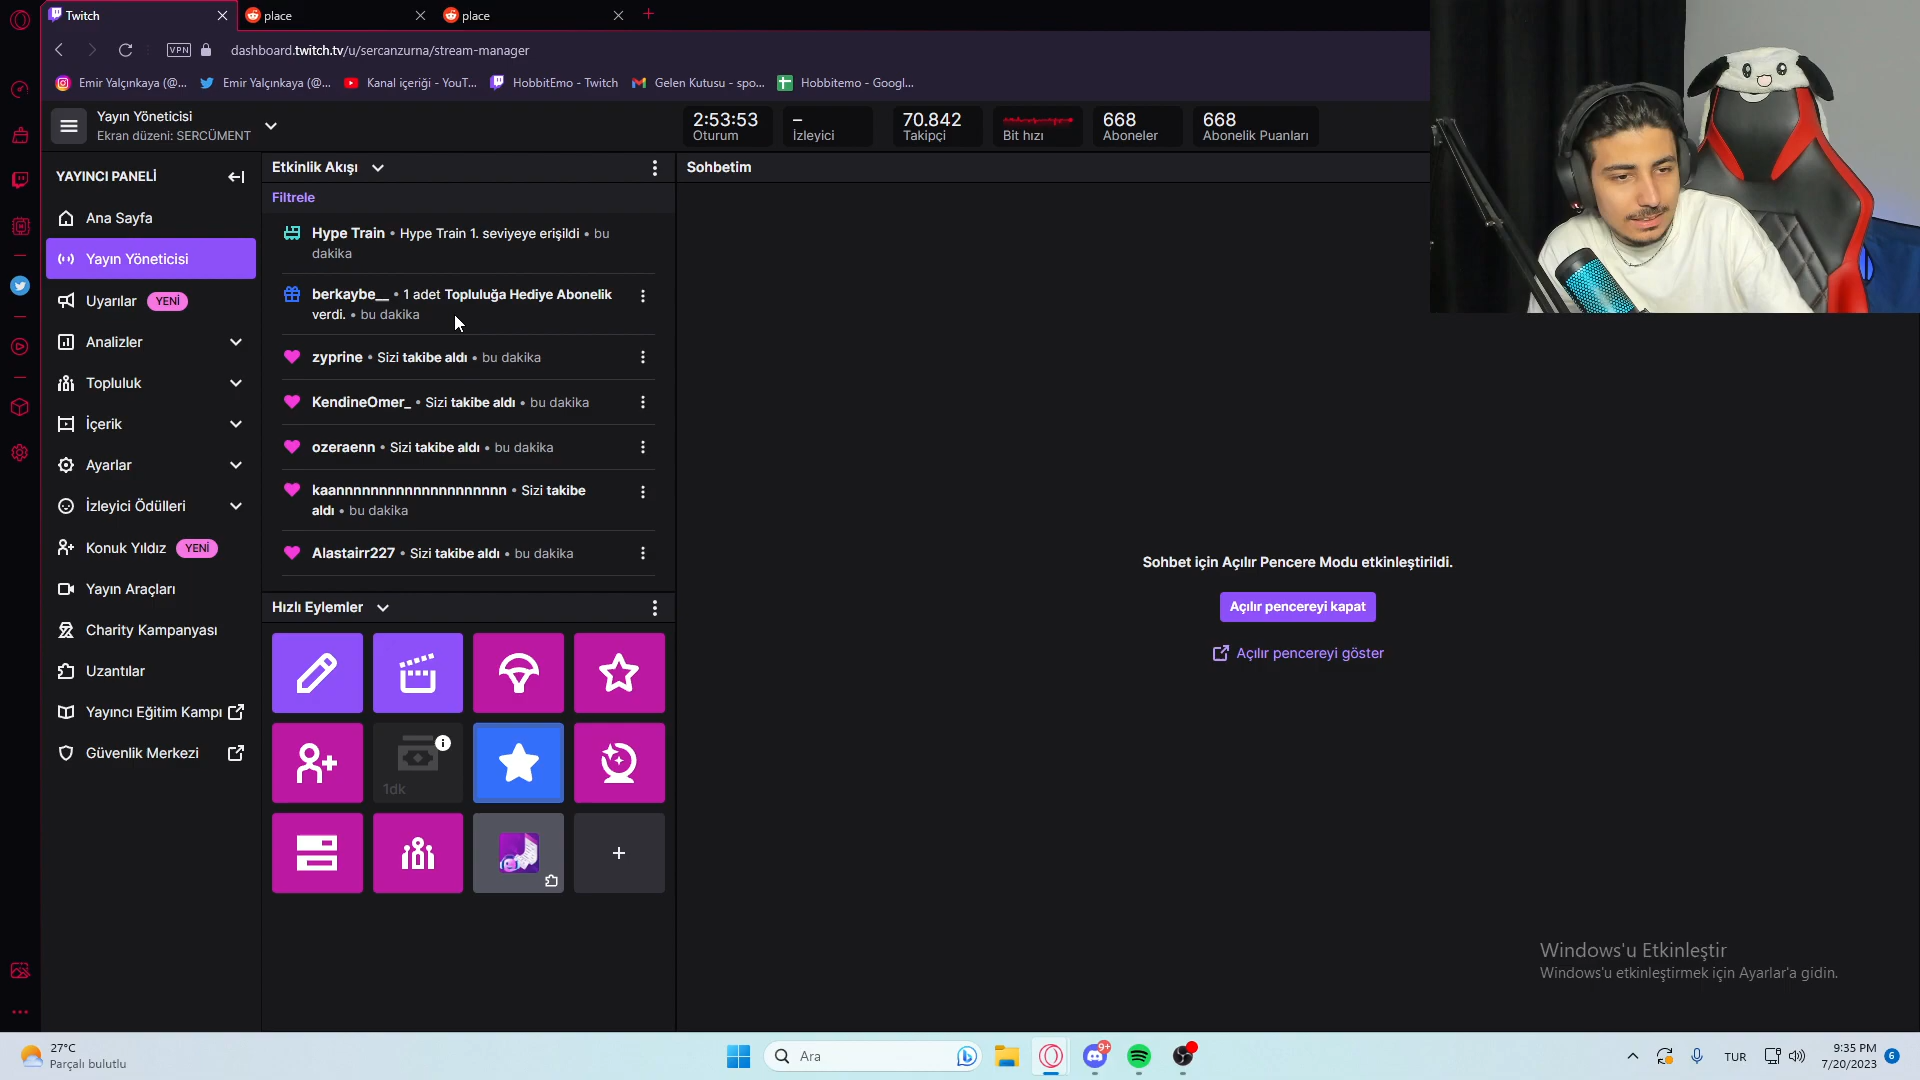 Twitch
place
place
VPN
dashboard.twitch.tv/u/sercanzurna/stream-manager
Emir Yalçınkaya (@...
Emir Yalçınkaya (@...
Kanal içeriği - YouT...
HobbitEmo - Twitch
Gelen Kutusu - spo...
Hobbitemo - Googl...
Yayın Yöneticisi
Ekran düzeni: SERCÜMENT
2:53:53
Oturum
–
İzleyici
70.842
Takipçi
Bit hızı
668
Aboneler
668
Abonelik Puanları
YAYINCI PANELİ
Ana Sayfa
Yayın Yöneticisi
Uyarılar YENİ
Analizler
Topluluk
İçerik
Ayarlar
İzleyici Ödülleri
Konuk Yıldız YENİ
Yayın Araçları
Charity Kampanyası
Uzantılar
Yayıncı Eğitim Kampı
Güvenlik Merkezi
Etkinlik Akışı
Filtrele
Hype Train • Hype Train 1. seviyeye erişildi • bu
dakika
berkaybe__ • 1 adet Topluluğa Hediye Abonelik
verdi. • bu dakika
zyprine • Sizi takibe aldı • bu dakika
KendineOmer_ • Sizi takibe aldı • bu dakika
ozeraenn • Sizi takibe aldı • bu dakika
kaannnnnnnnnnnnnnnnnnnnn • Sizi takibe
aldı • bu dakika
Alastairr227 • Sizi takibe aldı • bu dakika
Hızlı Eylemler
1dk
Sohbetim
Sohbet için Açılır Pencere Modu etkinleştirildi.
Açılır pencereyi kapat
Açılır pencereyi göster
Windows'u Etkinleştir
Windows'u etkinleştirmek için Ayarlar'a gidin.
27°C
Parçalı bulutlu
Ara
9+
TUR
9:35 PM
7/20/2023
6